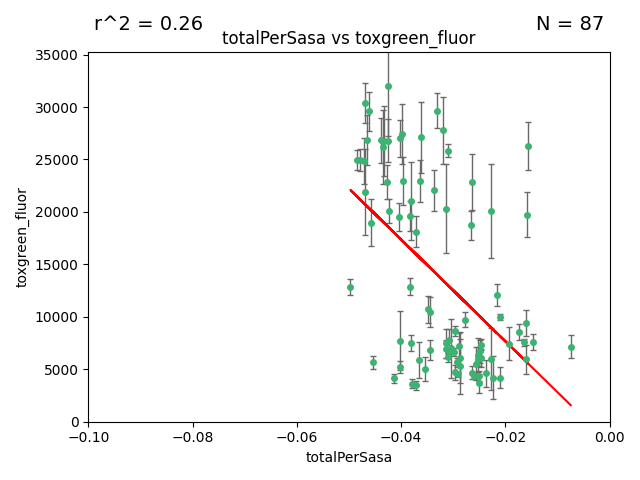 r^2 = 0.26
N = 87
totalPerSasa vs toxgreen_fluor
35000
30000
25000
20000
15000
10000
5000
0
toxgreen_fluor
−0.10
−0.08
−0.06
−0.04
−0.02
0.00
totalPerSasa